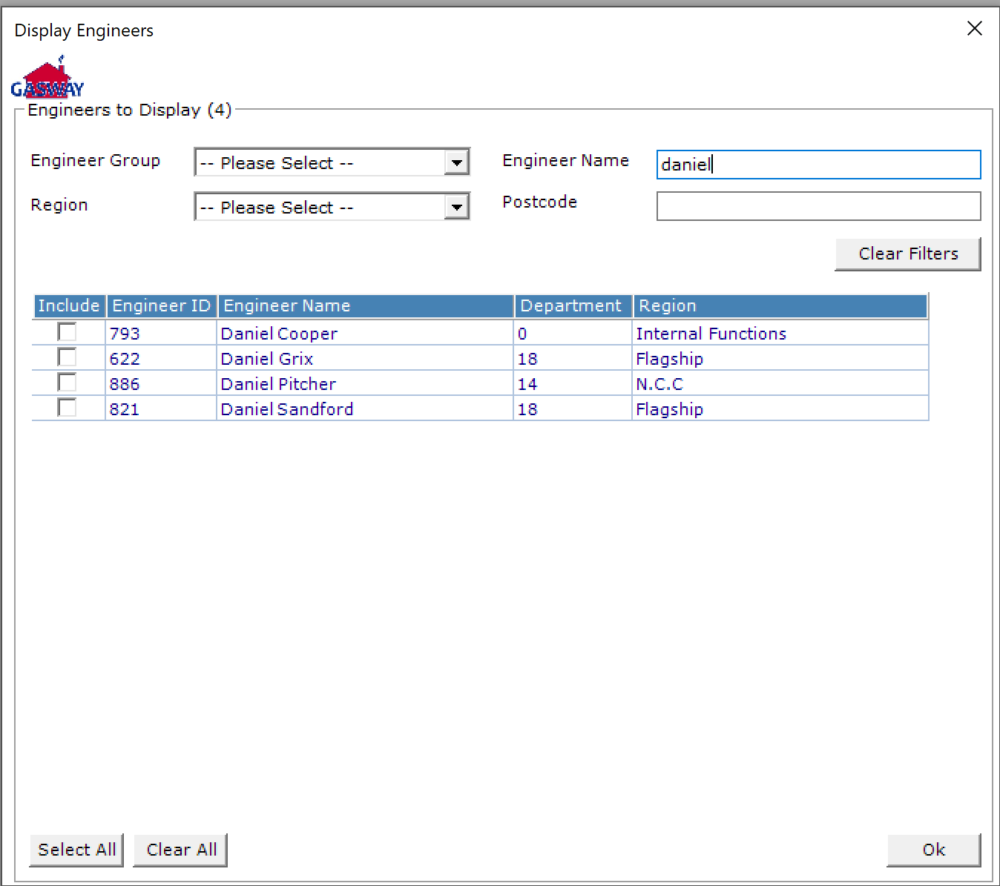 Display Engineers
GASWAY
Engineers to Display (4)
Engineer Group -- Please Select -- Engineer Name daniel
Region -- Please Select -- Postcode
Clear Filters
Include Engineer ID Engineer Name Department Region
793 Daniel Cooper 0 Internal Functions
622 Daniel Grix 18 Flagship
886 Daniel Pitcher 14 N.C.C
821 Daniel Sandford 18 Flagship
Select All Clear All Ok